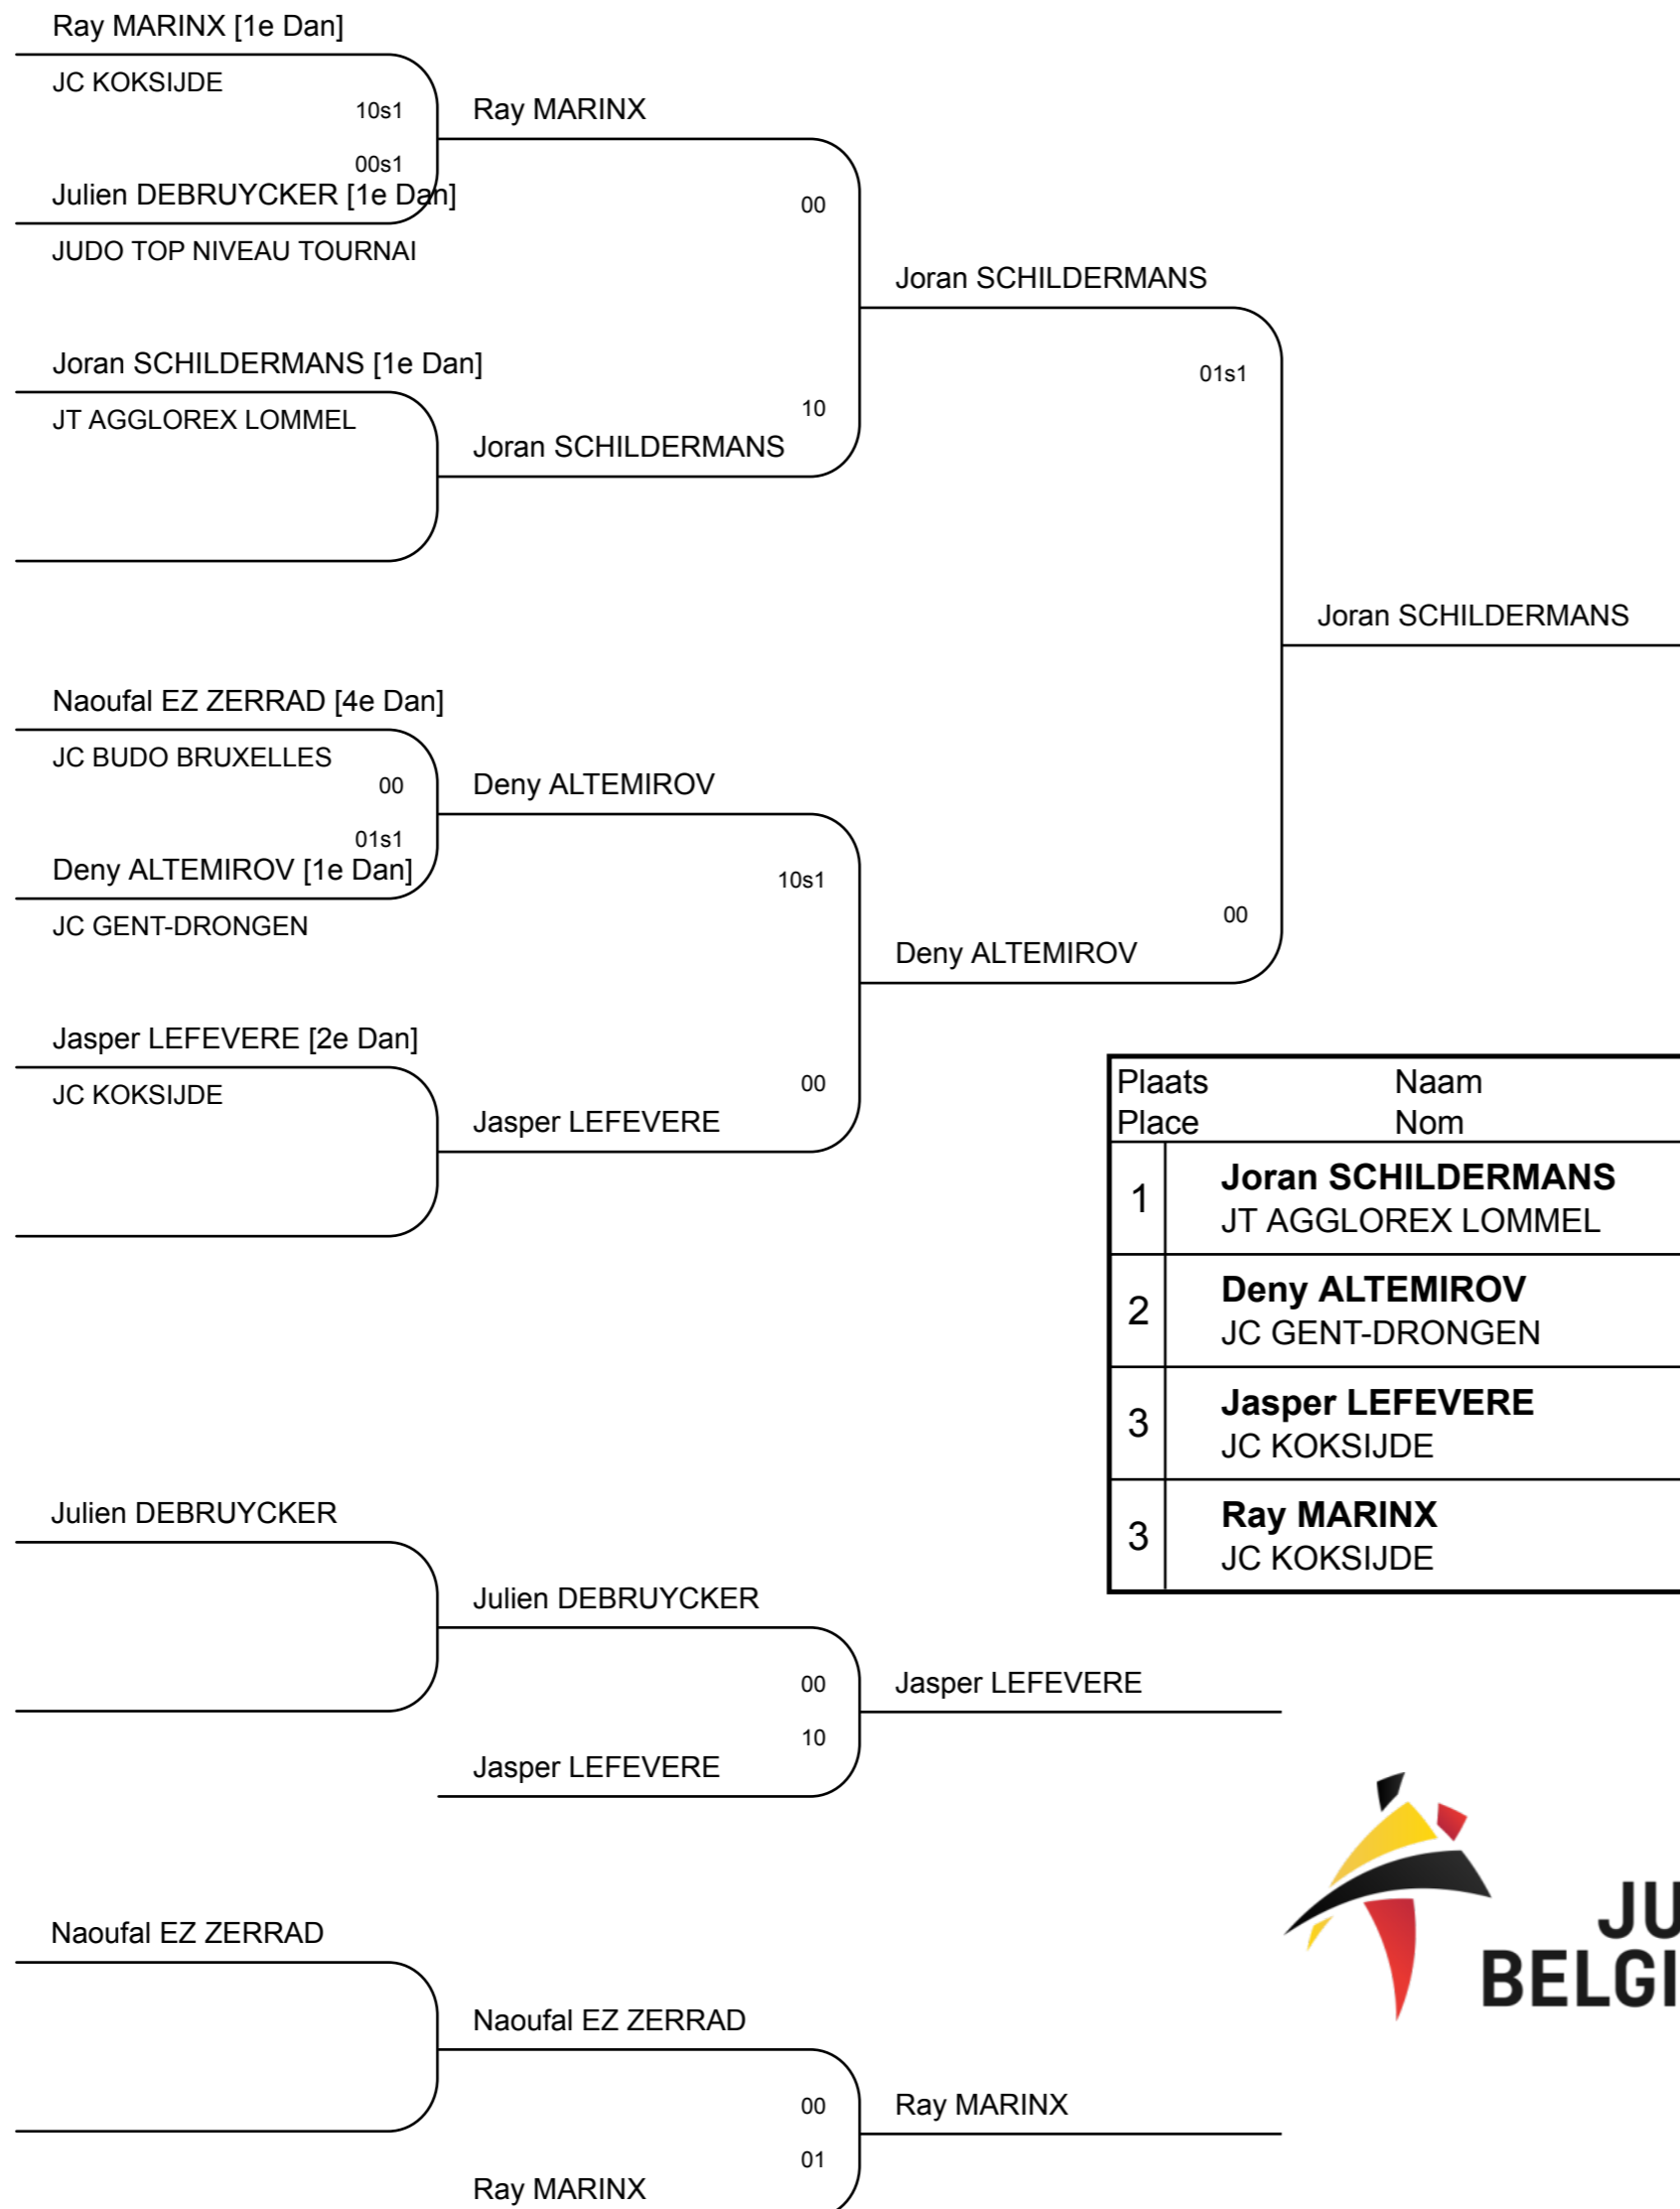 Ray MARINX [1e Dan]
JC KOKSIJDE
10s1
Ray MARINX
00s1
Julien DEBRUYCKER [1e Dan]
JUDO TOP NIVEAU TOURNAI
00
Joran SCHILDERMANS
Joran SCHILDERMANS [1e Dan]
JT AGGLOREX LOMMEL
10
Joran SCHILDERMANS
01s1
Joran SCHILDERMANS
Naoufal EZ ZERRAD [4e Dan]
JC BUDO BRUXELLES
00
Deny ALTEMIROV
01s1
Deny ALTEMIROV [1e Dan]
JC GENT-DRONGEN
10s1
00
Deny ALTEMIROV
Jasper LEFEVERE [2e Dan]
JC KOKSIJDE
00
Jasper LEFEVERE
Plaats Naam
Place Nom
1 Joran SCHILDERMANS
JT AGGLOREX LOMMEL
2 Deny ALTEMIROV
JC GENT-DRONGEN
3 Jasper LEFEVERE
JC KOKSIJDE
3 Ray MARINX
JC KOKSIJDE
Julien DEBRUYCKER
Julien DEBRUYCKER
00
Jasper LEFEVERE
10
Jasper LEFEVERE
Naoufal EZ ZERRAD
Naoufal EZ ZERRAD
00
Ray MARINX
01
Ray MARINX
JU
BELGI